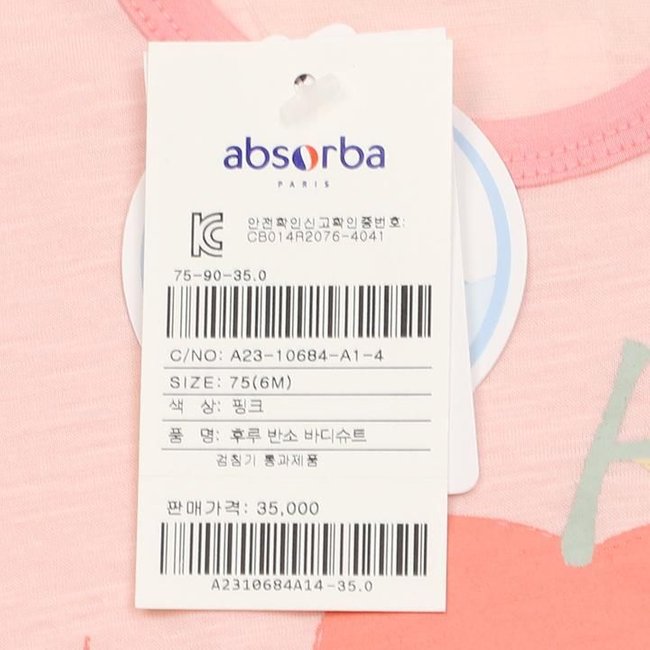 absorba
PARIS
안전확인신고확인증번호:
CB014R2076-4041
75-90-35.0
C/NO: A23-10684-A1-4
SIZE: 75(6M)
색 상: 핑크
품 명: 후루 반소 바디슈트
검침기 통과제품
판매가격: 35,000
A2310684A14-35.0